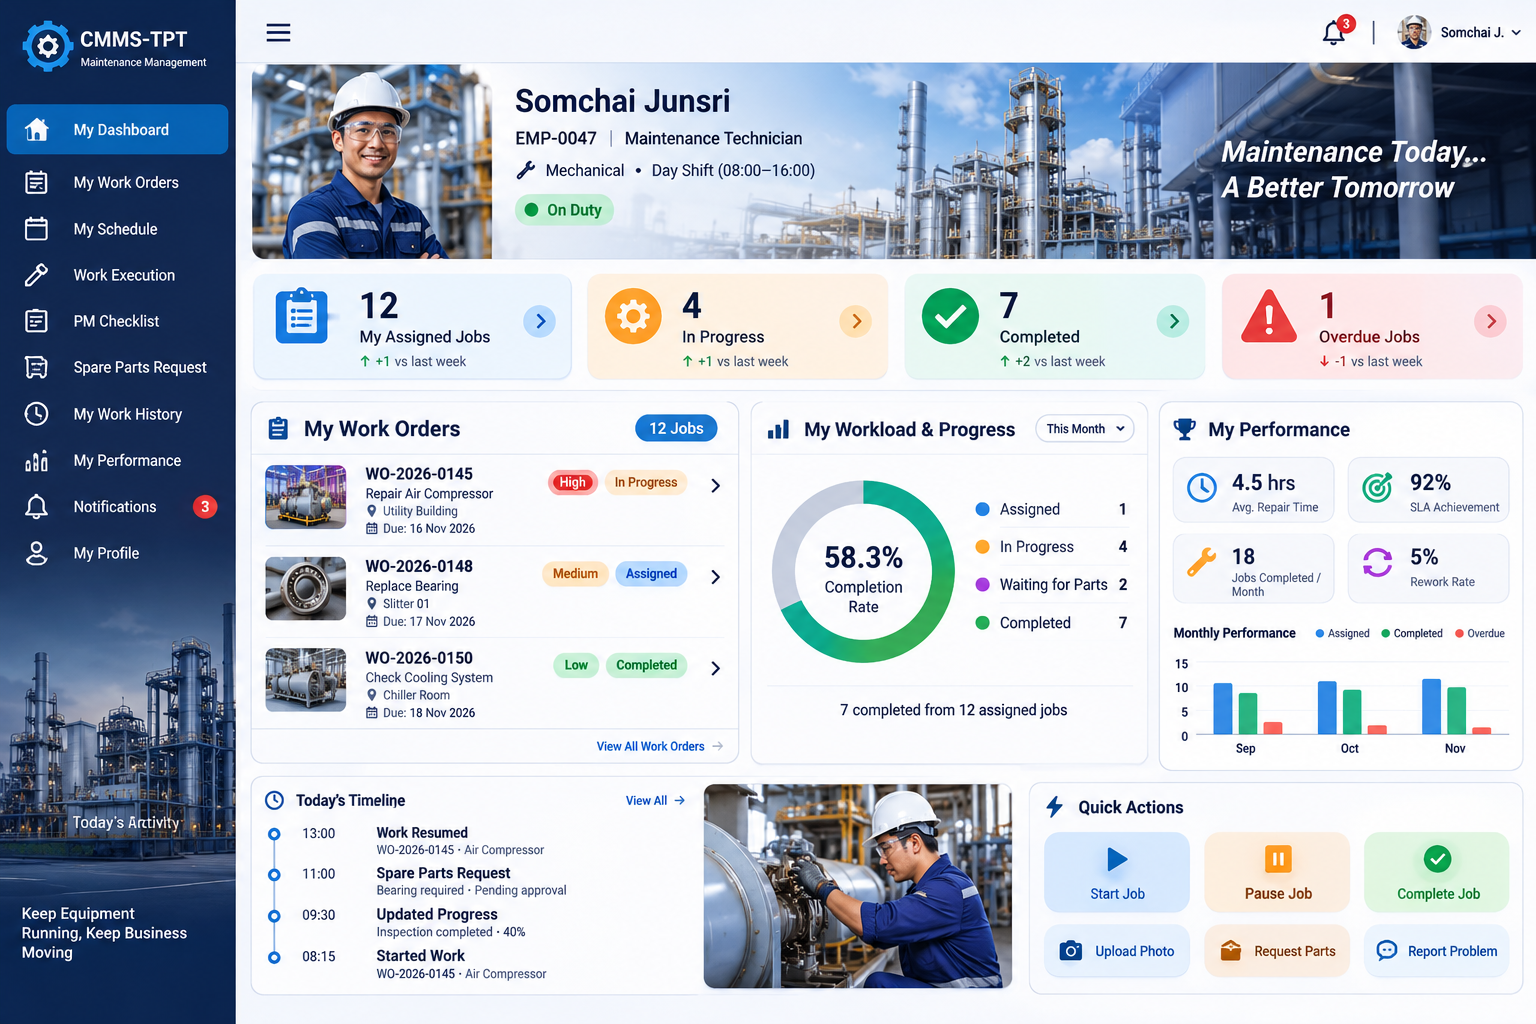 CMMS-TPT
Maintenance Management
My Dashboard
My Work Orders
My Schedule
Work Execution
PM Checklist
Spare Parts Request
My Work History
My Performance
Notifications 3
My Profile
Today's Activity
Keep Equipment
Running, Keep Business
Moving
3
Somchai J.
Somchai Junsri
EMP-0047 | Maintenance Technician
Mechanical • Day Shift (08:00–16:00)
On Duty
Maintenance Today...
A Better Tomorrow
12
My Assigned Jobs
↑ +1 vs last week
4
In Progress
↑ +1 vs last week
7
Completed
↑ +2 vs last week
1
Overdue Jobs
↓ -1 vs last week
My Work Orders
12 Jobs
WO-2026-0145
High
In Progress
Repair Air Compressor
Utility Building
Due: 16 Nov 2026
WO-2026-0148
Medium
Assigned
Replace Bearing
Slitter 01
Due: 17 Nov 2026
WO-2026-0150
Low
Completed
Check Cooling System
Chiller Room
Due: 18 Nov 2026
View All Work Orders →
My Workload & Progress
This Month
58.3%
Completion
Rate
Assigned 1
In Progress 4
Waiting for Parts 2
Completed 7
7 completed from 12 assigned jobs
My Performance
4.5 hrs
Avg. Repair Time
92%
SLA Achievement
18
Jobs Completed /
Month
5%
Rework Rate
Monthly Performance
Assigned
Completed
Overdue
15
10
5
0
Sep
Oct
Nov
Today's Timeline
View All →
13:00
Work Resumed
WO-2026-0145 · Air Compressor
11:00
Spare Parts Request
Bearing required · Pending approval
09:30
Updated Progress
Inspection completed · 40%
08:15
Started Work
WO-2026-0145 · Air Compressor
Quick Actions
Start Job
Pause Job
Complete Job
Upload Photo
Request Parts
Report Problem